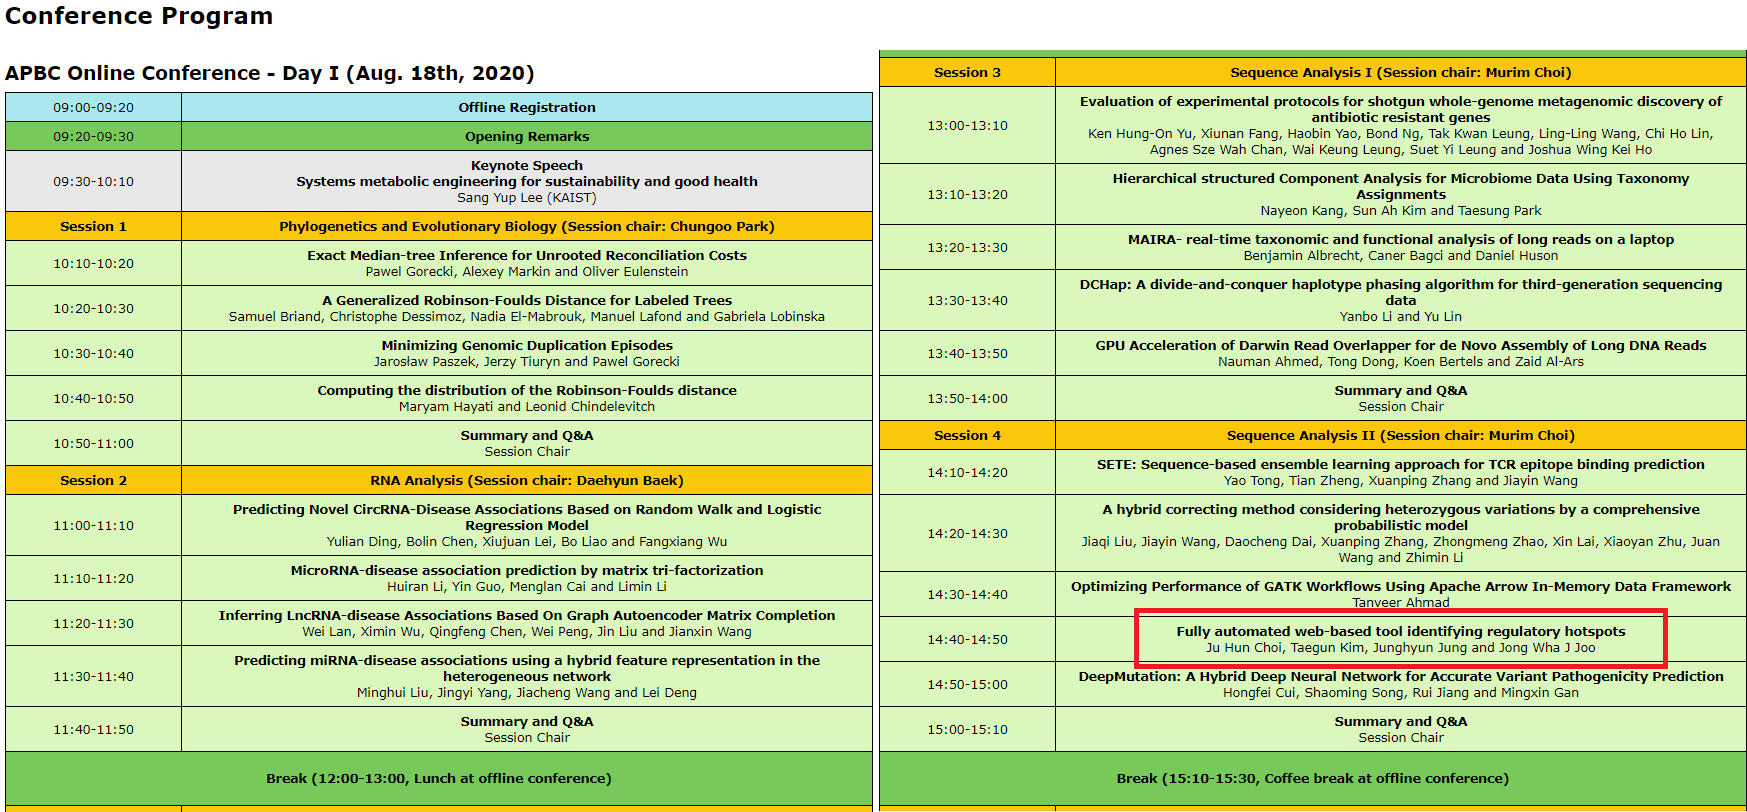 Conference Program
APBC Online Conference - Day I (Aug. 18th, 2020)
09:00-09:20
Offline Registration
09:20-09:30
Opening Remarks
09:30-10:10
Keynote Speech
Systems metabolic engineering for sustainability and good health
Sang Yup Lee (KAIST)
Session 1
Phylogenetics and Evolutionary Biology (Session chair: Chungoo Park)
10:10-10:20
Exact Median-tree Inference for Unrooted Reconciliation Costs
Pawel Gorecki, Alexey Markin and Oliver Eulenstein
10:20-10:30
A Generalized Robinson-Foulds Distance for Labeled Trees
Samuel Briand, Christophe Dessimoz, Nadia El-Mabrouk, Manuel Lafond and Gabriela Lobinska
10:30-10:40
Minimizing Genomic Duplication Episodes
Jarosław Paszek, Jerzy Tiuryn and Pawel Gorecki
10:40-10:50
Computing the distribution of the Robinson-Foulds distance
Maryam Hayati and Leonid Chindelevitch
10:50-11:00
Summary and Q&A
Session Chair
Session 2
RNA Analysis (Session chair: Daehyun Baek)
11:00-11:10
Predicting Novel CircRNA-Disease Associations Based on Random Walk and Logistic
Regression Model
Yulian Ding, Bolin Chen, Xiujuan Lei, Bo Liao and Fangxiang Wu
11:10-11:20
MicroRNA-disease association prediction by matrix tri-factorization
Huiran Li, Yin Guo, Menglan Cai and Limin Li
11:20-11:30
Inferring LncRNA-disease Associations Based On Graph Autoencoder Matrix Completion
Wei Lan, Ximin Wu, Qingfeng Chen, Wei Peng, Jin Liu and Jianxin Wang
11:30-11:40
Predicting miRNA-disease associations using a hybrid feature representation in the
heterogeneous network
Minghui Liu, Jingyi Yang, Jiacheng Wang and Lei Deng
11:40-11:50
Summary and Q&A
Session Chair
Break (12:00-13:00, Lunch at offline conference)
Session 3
Sequence Analysis I (Session chair: Murim Choi)
13:00-13:10
Evaluation of experimental protocols for shotgun whole-genome metagenomic discovery of
antibiotic resistant genes
Ken Hung-On Yu, Xiunan Fang, Haobin Yao, Bond Ng, Tak Kwan Leung, Ling-Ling Wang, Chi Ho Lin,
Agnes Sze Wah Chan, Wai Keung Leung, Suet Yi Leung and Joshua Wing Kei Ho
13:10-13:20
Hierarchical structured Component Analysis for Microbiome Data Using Taxonomy
Assignments
Nayeon Kang, Sun Ah Kim and Taesung Park
13:20-13:30
MAIRA- real-time taxonomic and functional analysis of long reads on a laptop
Benjamin Albrecht, Caner Bagci and Daniel Huson
13:30-13:40
DCHap: A divide-and-conquer haplotype phasing algorithm for third-generation sequencing
data
Yanbo Li and Yu Lin
13:40-13:50
GPU Acceleration of Darwin Read Overlapper for de Novo Assembly of Long DNA Reads
Nauman Ahmed, Tong Dong, Koen Bertels and Zaid Al-Ars
13:50-14:00
Summary and Q&A
Session Chair
Session 4
Sequence Analysis II (Session chair: Murim Choi)
14:10-14:20
SETE: Sequence-based ensemble learning approach for TCR epitope binding prediction
Yao Tong, Tian Zheng, Xuanping Zhang and Jiayin Wang
14:20-14:30
A hybrid correcting method considering heterozygous variations by a comprehensive
probabilistic model
Jiaqi Liu, Jiayin Wang, Daocheng Dai, Xuanping Zhang, Zhongmeng Zhao, Xin Lai, Xiaoyan Zhu, Juan
Wang and Zhimin Li
14:30-14:40
Optimizing Performance of GATK Workflows Using Apache Arrow In-Memory Data Framework
Tanveer Ahmad
14:40-14:50
Fully automated web-based tool identifying regulatory hotspots
Ju Hun Choi, Taegun Kim, Junghyun Jung and Jong Wha J Joo
14:50-15:00
DeepMutation: A Hybrid Deep Neural Network for Accurate Variant Pathogenicity Prediction
Hongfei Cui, Shaoming Song, Rui Jiang and Mingxin Gan
15:00-15:10
Summary and Q&A
Session Chair
Break (15:10-15:30, Coffee break at offline conference)